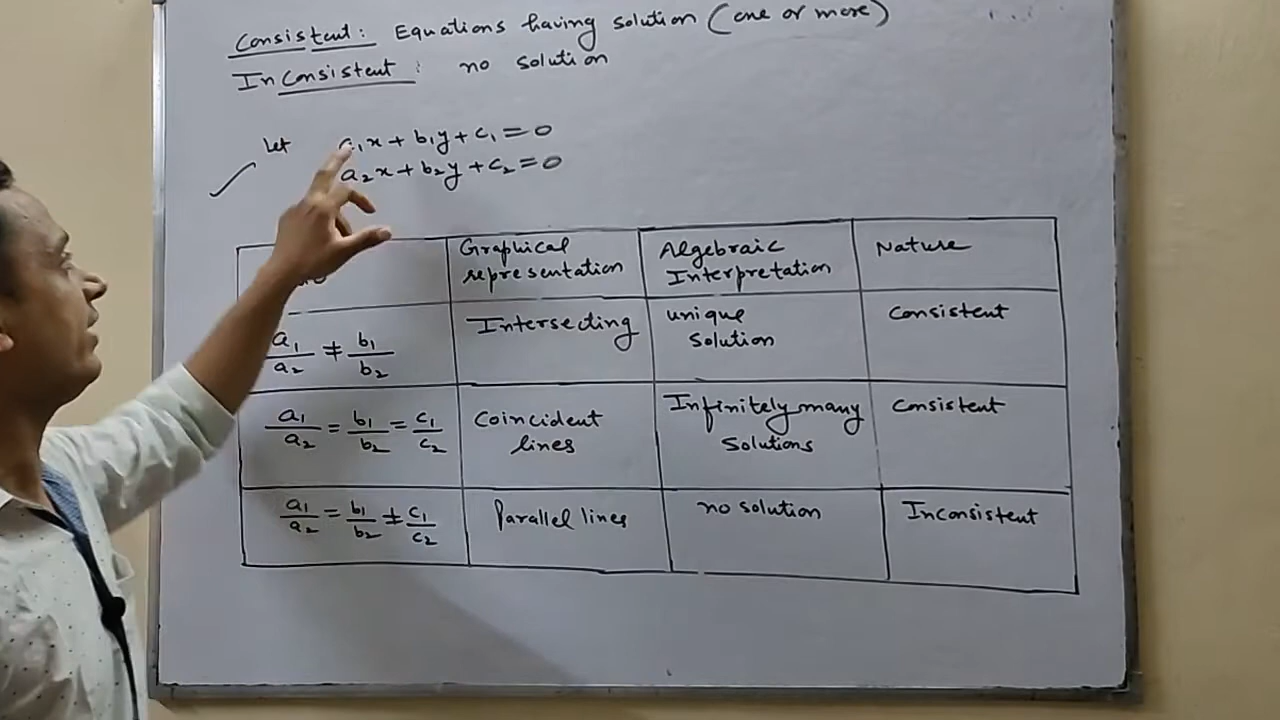 Consistent: Equations having solution (one or more)
Inconsistent: no solution
Let a₁x + b₁y + c₁ = 0
a₂x + b₂y + c₂ = 0
Graphical representation
Algebraic Interpretation
Nature
a₁/a₂ ≠ b₁/b₂
Intersecting
unique solution
Consistent
a₁/a₂ = b₁/b₂ = c₁/c₂
Coincident lines
Infinitely many solutions
Consistent
a₁/a₂ = b₁/b₂ ≠ c₁/c₂
Parallel lines
no solution
Inconsistent